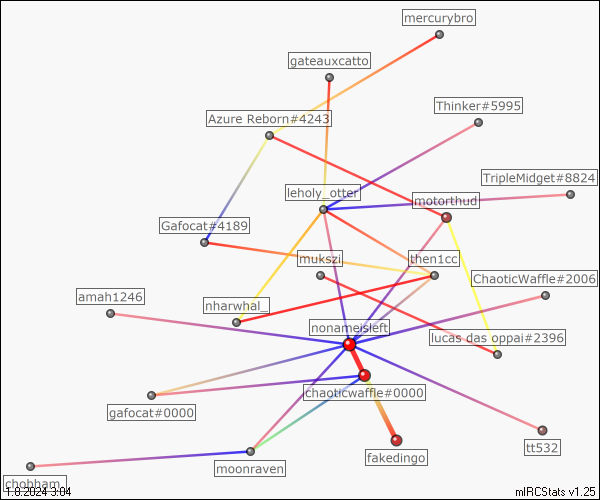 mercurybro
gateauxcatto
Thinker#5995
Azure Reborn#4243
TripleMidget#8824
leholy_otter
motorthud
Gafocat#4189
mukszi
then1cc
ChaoticWaffle#2006
amah1246
nharwhal_
nonameisleft
lucas das oppai#2396
chaoticwaffle#0000
gafocat#0000
tt532
fakedingo
moonraven
chobham_
1.8.2024 3:04
mIRCStats v1.25